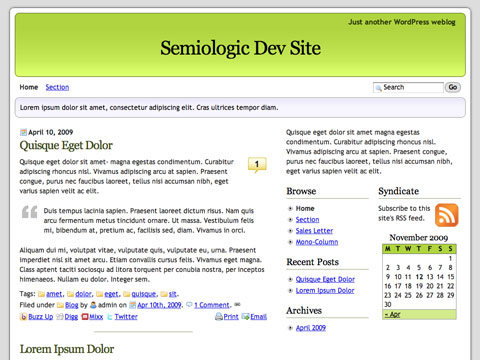 Just another WordPress weblog
Semiologic Dev Site
Home Section
Search Go
Lorem ipsum dolor sit amet, consectetur adipiscing elit. Cras ultrices tempor diam.
April 10, 2009
Quisque Eget Dolor
1
Quisque eget dolor sit amet- magna egestas condimentum. Curabitur
adipiscing rhoncus nisl. Vivamus adipiscing arcu at sapien. Praesent
congue, purus nec faucibus laoreet, tellus nisi accumsan nibh, eget
varius sapien velit ac elit.
Duis tempus lacinia sapien. Praesent laoreet dictum risus. Nam quis
arcu fermentum metus tincidunt ornare. Ut massa. Vestibulum felis
mi, bibendum at, pretium ac, facilisis sed, diam. Vivamus in orci.
Aliquam dui mi, volutpat vitae, vulputate quis, vulputate eu, urna. Praesent
imperdiet nisl sit amet arcu. Etiam convallis cursus felis. Vivamus eget magna.
Class aptent taciti sociosqu ad litora torquent per conubia nostra, per inceptos
himenaeos. Nullam eu dolor. Integer sem.
Tags: amet, dolor, eget, quisque, sit.
Filed under Blog by admin on Apr 10th, 2009. 1 Comment.
Buzz Up Digg Mixx Twitter Print Email
Lorem Ipsum Dolor
Quisque eget dolor sit amet magna egestas condimentum. Curabitur adipiscing rhoncus nisl.
Vivamus adipiscing arcu at sapien.
Praesent congue, purus nec faucibus laoreet, tellus nisi accumsan nibh, eget varius sapien velit ac elit.
Browse
Home
Section
Sales Letter
Mono-Column
Recent Posts
Quisque Eget Dolor
Lorem Ipsum Dolor
Archives
April 2009
Syndicate
Subscribe to this
site's RSS feed.
November 2009
M T W T F S S
1
2 3 4 5 6 7 8
9 10 11 12 13 14 15
16 17 18 19 20 21 22
23 24 25 26 27 28 29
30
« Apr